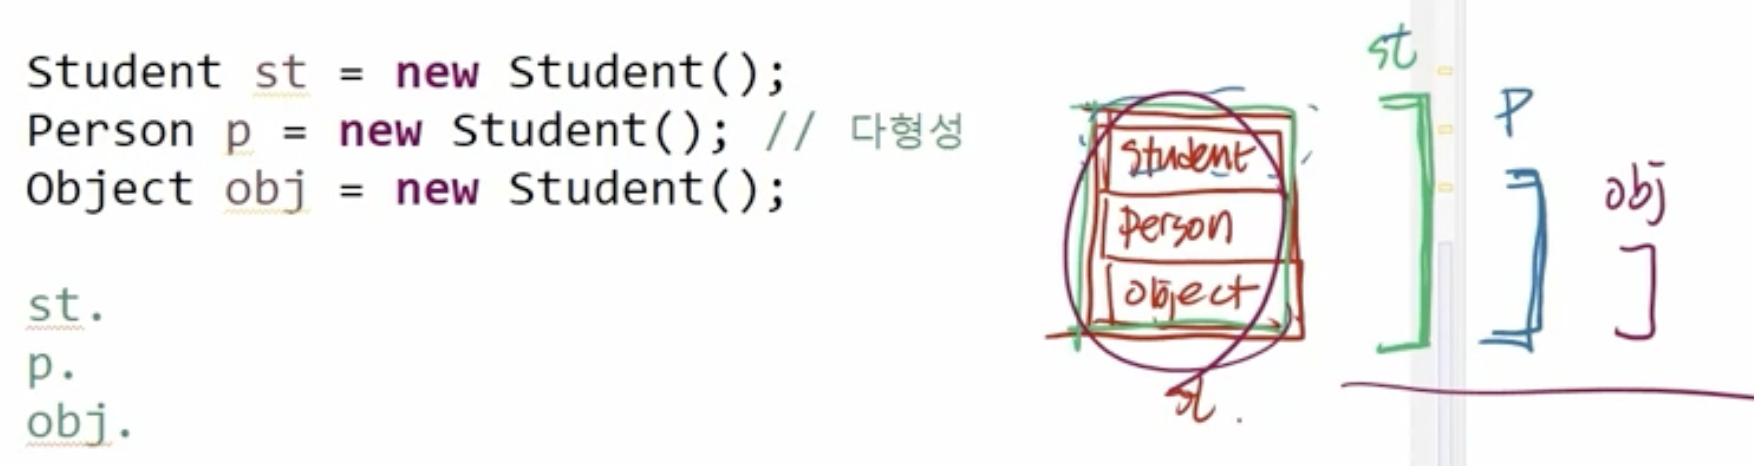 Student st = new Student();
Person p = new Student(); // 다형성
Object obj = new Student();
st.
p.
obj.
student
person
object
st.
st
P
obj